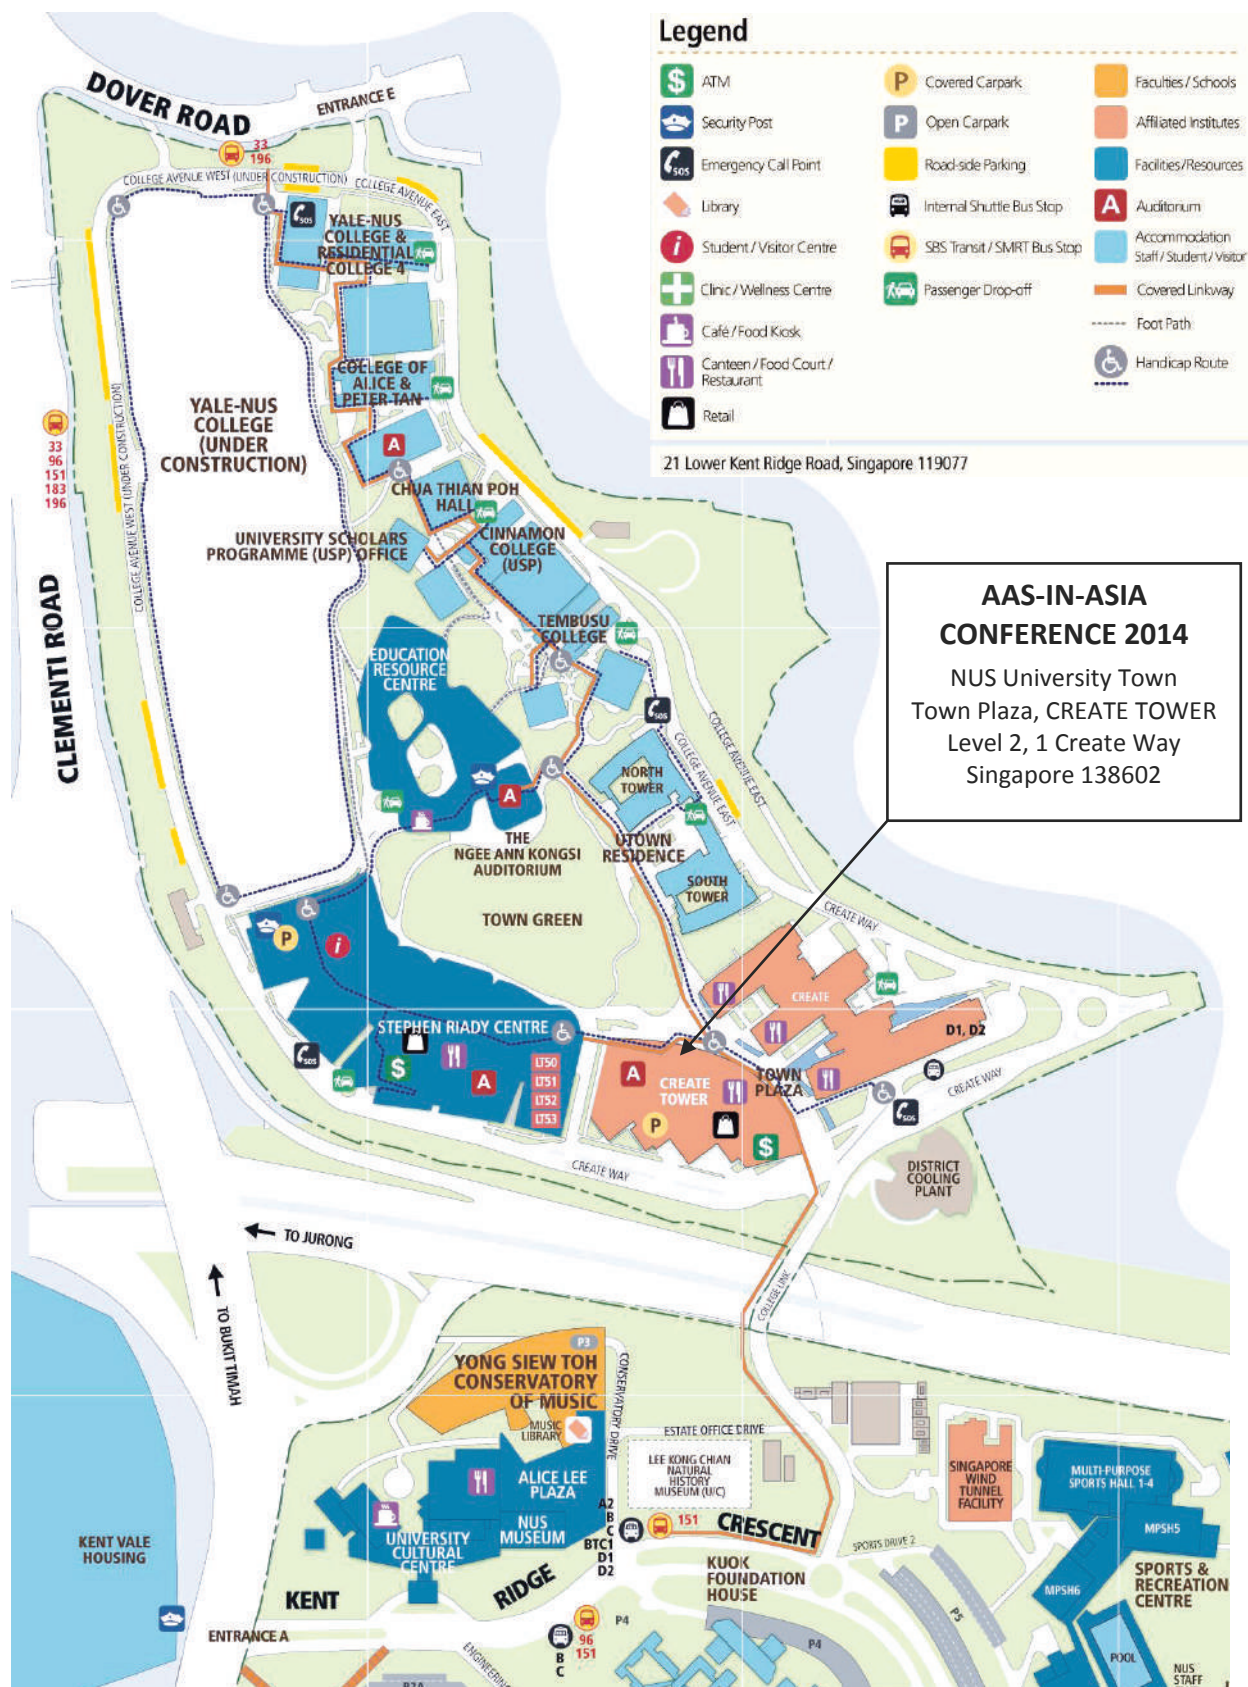 Legend
ATM
Security Post
Emergency Call Point
SOS
Library
Student / Visitor Centre
Clinic / Wellness Centre
Café / Food Kiosk
Canteen / Food Court /
Restaurant
Retail
P
Covered Carpark
P
Open Carpark
Road-side Parking
Internal Shuttle Bus Stop
SBS Transit / SMRT Bus Stop
Passenger Drop-off
Faculties / Schools
Affiliated Institutes
Facilities/Resources
A
Auditorium
Accommodation
Staff / Student / Visitor
Covered Linkway
Foot Path
Handicap Route
21 Lower Kent Ridge Road, Singapore 119077
AAS-IN-ASIA
CONFERENCE 2014
NUS University Town
Town Plaza, CREATE TOWER
Level 2, 1 Create Way
Singapore 138602
DOVER ROAD
ENTRANCE E
33
196
COLLEGE AVENUE WEST (UNDER CONSTRUCTION)
COLLEGE AVENUE EAST
SOS
YALE-NUS
COLLEGE &
RESIDENTIAL
COLLEGE 4
COLLEGE OF
ALICE &
PETER TAN
YALE-NUS
COLLEGE
(UNDER
CONSTRUCTION)
COLLEGE AVENUE WEST (UNDER CONSTRUCTION)
33
96
151
183
196
CLEMENTI ROAD
A
CHUA THIAN POH
HALL
UNIVERSITY SCHOLARS
PROGRAMME (USP) OFFICE
CINNAMON
COLLEGE
(USP)
TEMBUSU
COLLEGE
EDUCATION
RESOURCE
CENTRE
SOS
COLLEGE AVENUE EAST
COLLEGE AVENUE EAST
NORTH
TOWER
UTOWN
RESIDENCE
SOUTH
TOWER
A
THE
NGEE ANN KONGSI
AUDITORIUM
TOWN GREEN
CREATE WAY
P
i
STEPHEN RIADY CENTRE
SOS
$
A
LT50
LT51
LT52
LT53
CREATE
D1, D2
A
CREATE
TOWER
P
$
TOWN
PLAZA
CREATE WAY
SOS
DISTRICT
COOLING
PLANT
CREATE WAY
TO JURONG
TO BUKIT TIMAH
COLLEGE LINK
P3
YONG SIEW TOH
CONSERVATORY
OF MUSIC
MUSIC
LIBRARY
CONSERVATORY DRIVE
ESTATE OFFICE DRIVE
LEE KONG CHIAN
NATURAL
HISTORY
MUSEUM (U/C)
ALICE LEE
PLAZA
NUS
MUSEUM
UNIVERSITY
CULTURAL
CENTRE
A2
B
C
BTC1
D1
D2
151
KENT
RIDGE
CRESCENT
KUOK
FOUNDATION
HOUSE
SINGAPORE
WIND
TUNNEL
FACILITY
MULTI-PURPOSE
SPORTS HALL 1-4
MPSH5
MPSH6
SPORTS &
RECREATION
CENTRE
SPORTS DRIVE 2
P5
P4
P4
POOL
NUS
STAFF
KENT VALE
HOUSING
ENTRANCE A
96
151
B
C